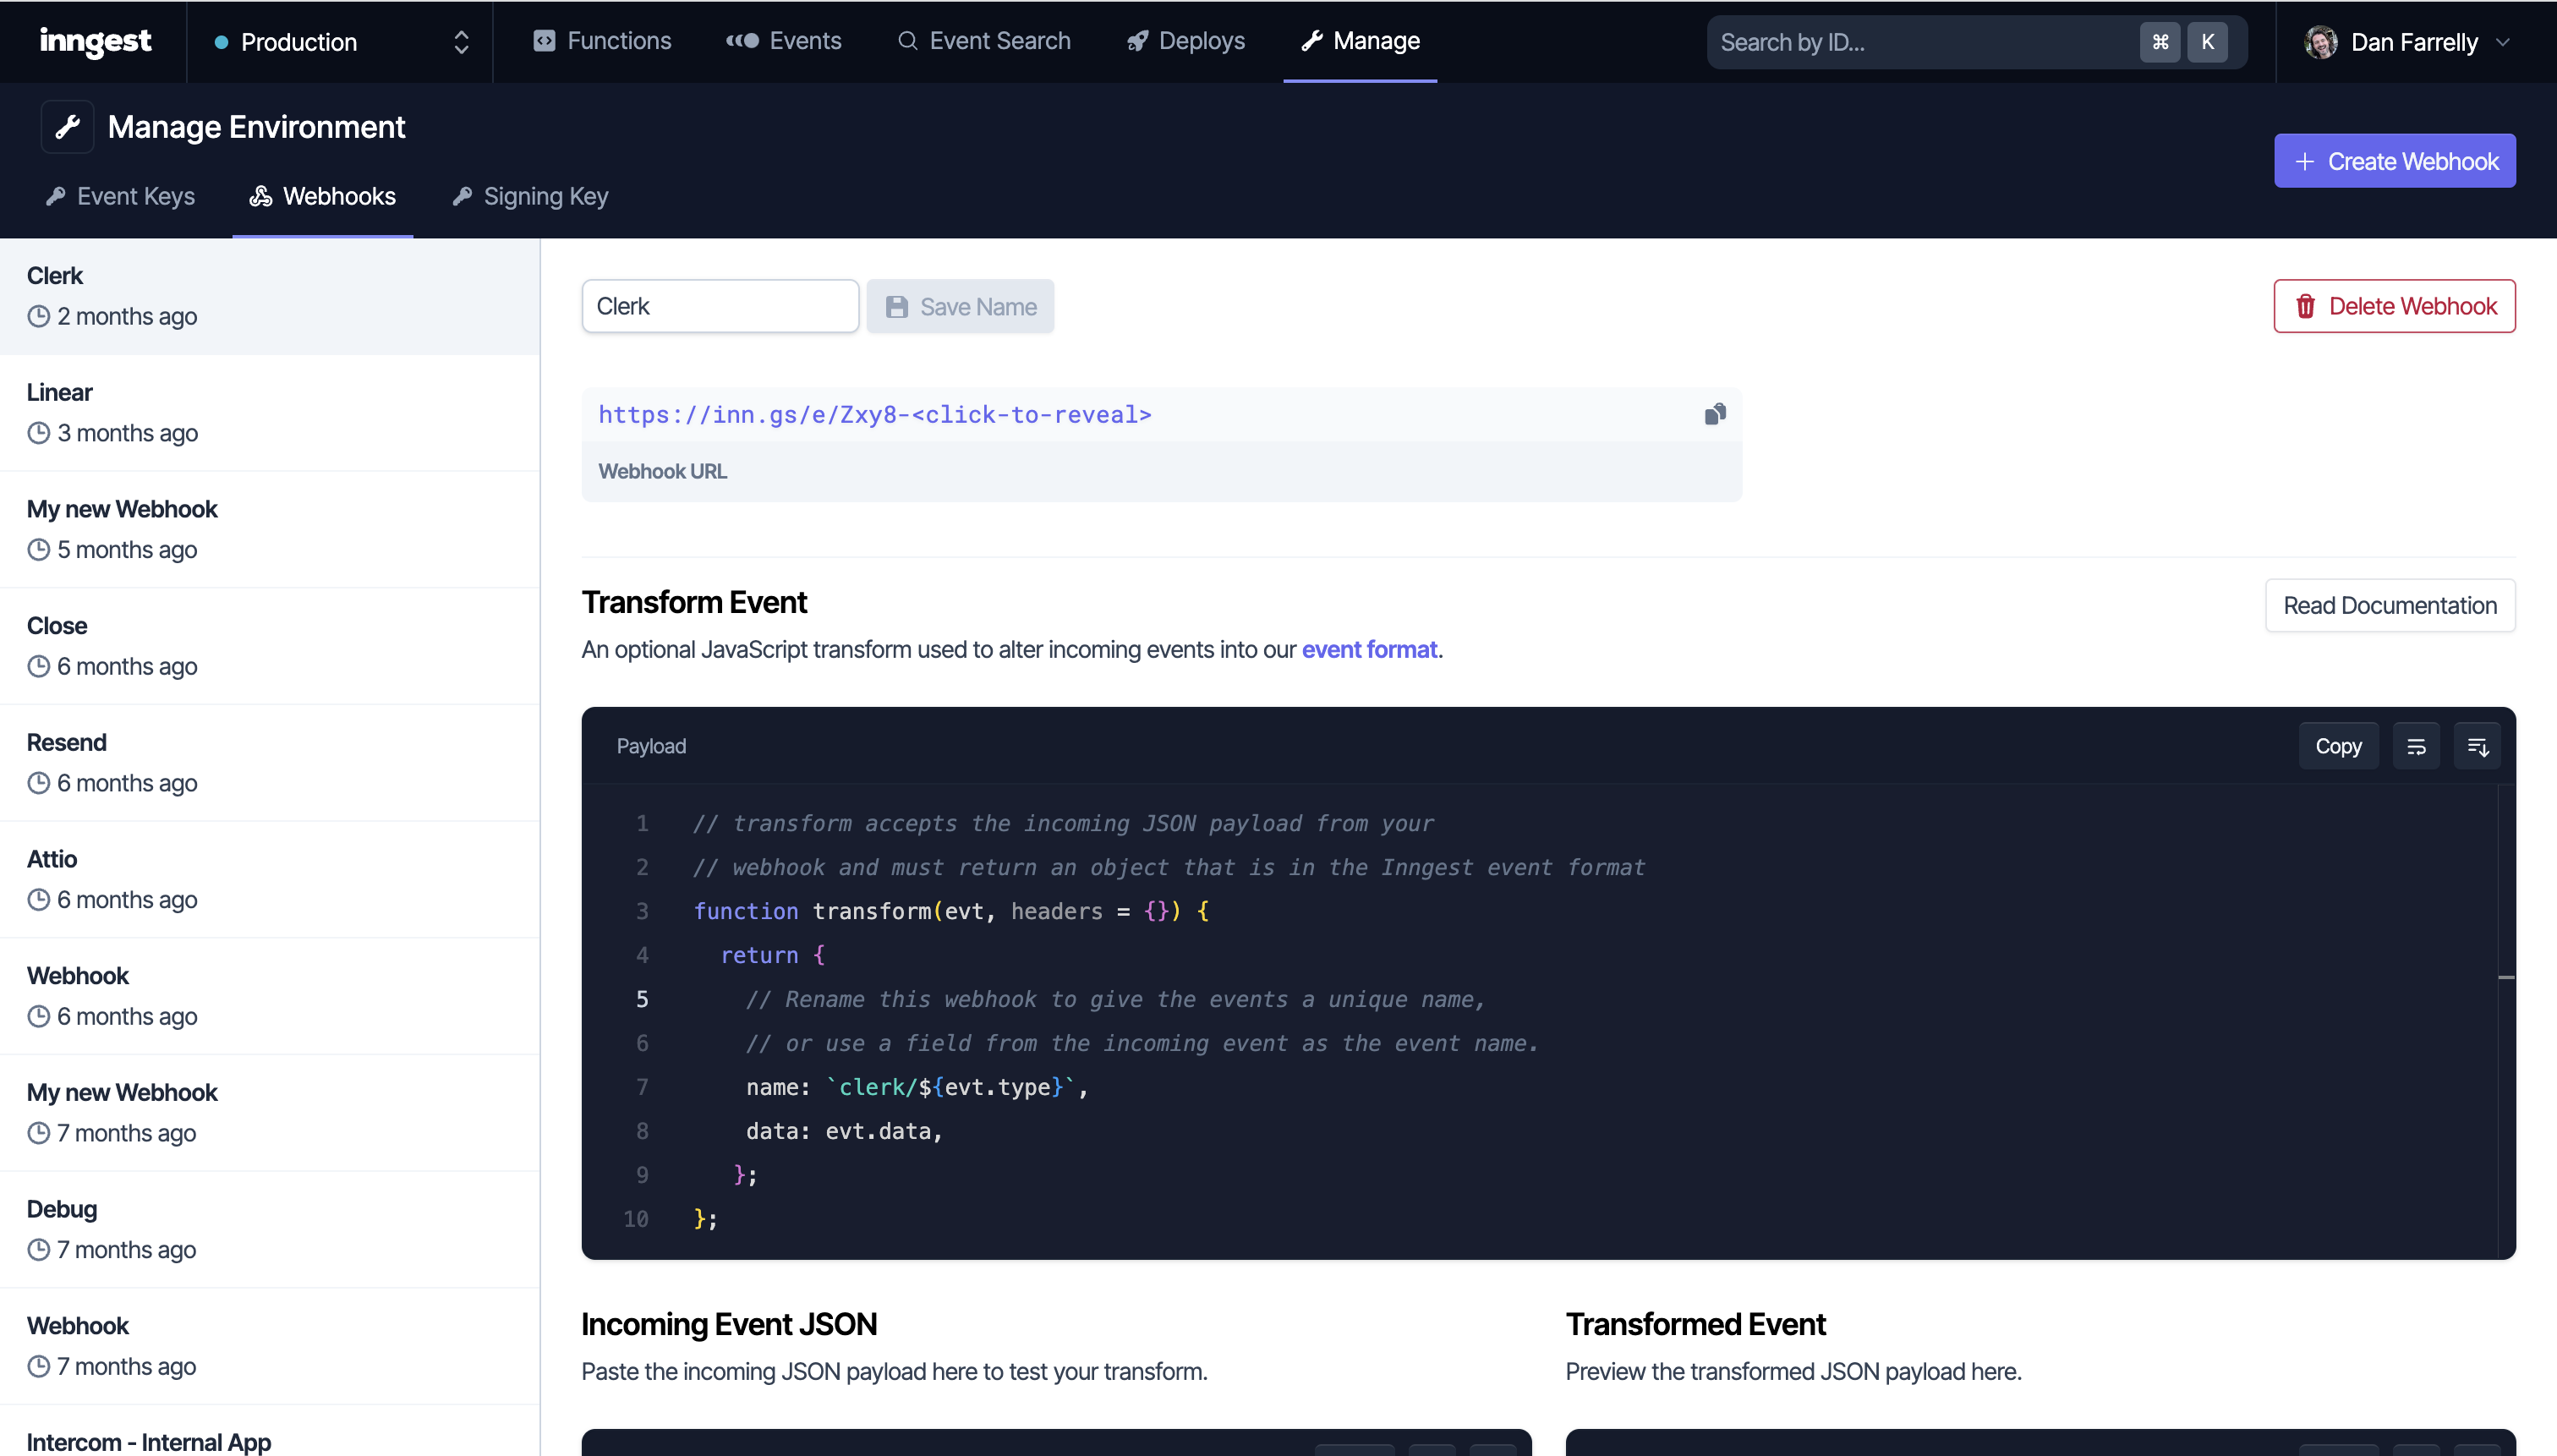 inngest
Production
Functions
Events
Event Search
Deploys
Manage
Search by ID...
⌘
K
Dan Farrelly
Manage Environment
Event Keys
Webhooks
Signing Key
Create Webhook
Clerk
2 months ago
Linear
3 months ago
My new Webhook
5 months ago
Close
6 months ago
Resend
6 months ago
Attio
6 months ago
Webhook
6 months ago
My new Webhook
7 months ago
Debug
7 months ago
Webhook
7 months ago
Intercom - Internal App
Clerk
Save Name
Delete Webhook
https://inn.gs/e/Zxy8-<click-to-reveal>
Webhook URL
Transform Event
Read Documentation
An optional JavaScript transform used to alter incoming events into our event format.
Payload
Copy
1 // transform accepts the incoming JSON payload from your
2 // webhook and must return an object that is in the Inngest event format
3 function transform(evt, headers = {}) {
4 return {
5 // Rename this webhook to give the events a unique name,
6 // or use a field from the incoming event as the event name.
7 name: `clerk/${evt.type}`,
8 data: evt.data,
9 };
10 };
Incoming Event JSON
Paste the incoming JSON payload here to test your transform.
Transformed Event
Preview the transformed JSON payload here.